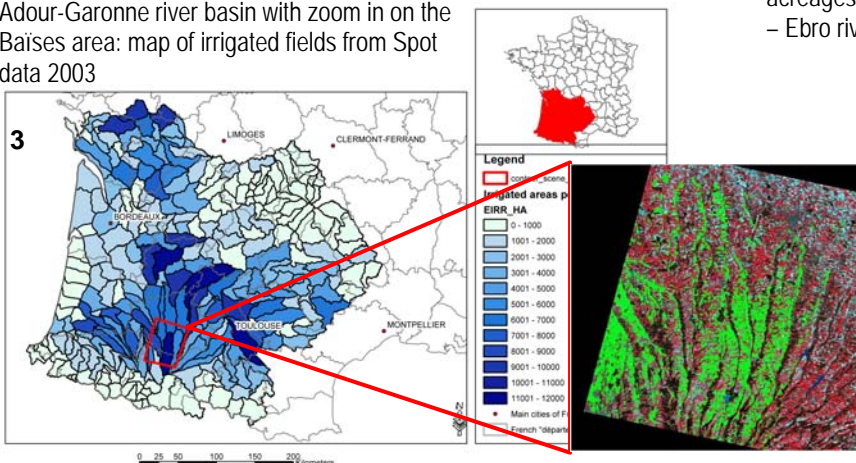 Adour-Garonne river basin with zoom in on the
Baïses area: map of irrigated fields from Spot
data 2003
acreages
– Ebro riv
3
LIMOGES
CLERMONT-FERRAND
BORDEAUX
TOULOUSE
MONTPELLIER
0 25 50 100 150 200
Legend
Irrigated areas p
EIRR_HA
0 - 1000
1001 - 2000
2001 - 3000
3001 - 4000
4001 - 5000
5001 - 6000
6001 - 7000
7001 - 8000
8001 - 9000
9001 - 10000
10001 - 11000
11001 - 12000
Main cities of F
French "départe